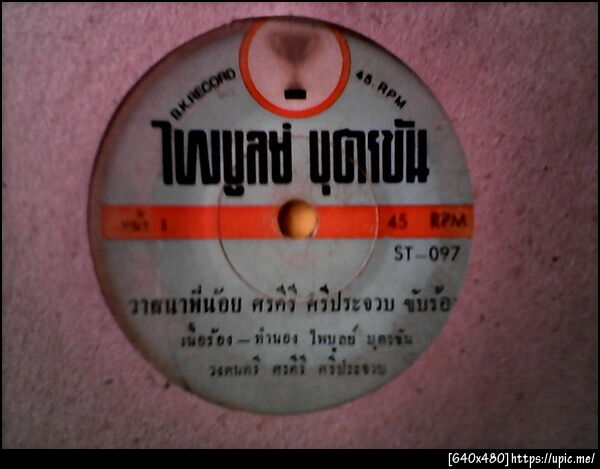 B.K.RECORD 45. RPM
ไพบูลย์ บุตรขัน
หน้า 1 45 RPM
ST-097
วาสนาพี่น้อย ศรคีรี ศรีประจวบ ขับร้อ
เนื้อร้อง - ทำนอง ไพบูลย์ บุตรขัน
วงดนตรี ศรคีรี ศรีประจวบ
[640x480]https://upic.me/